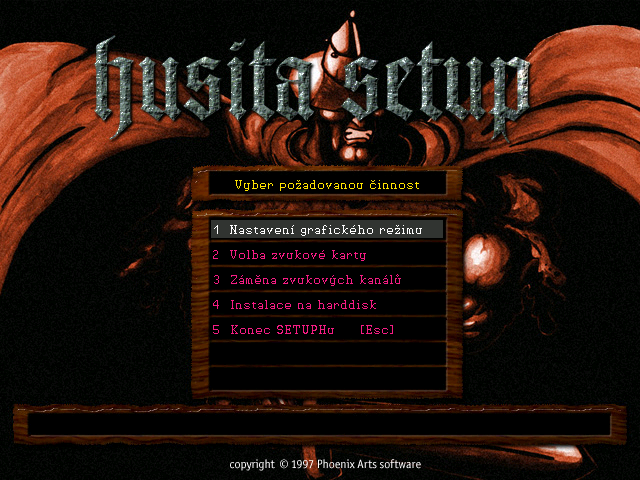 husita setup
Vyber požadovanou činnost
1 Nastavení grafického režimu
2 Volba zvukové karty
3 Záměna zvukových kanálů
4 Instalace na harddisk
5 Konec SETUPHu [Esc]
copyright © 1997 Phoenix Arts software